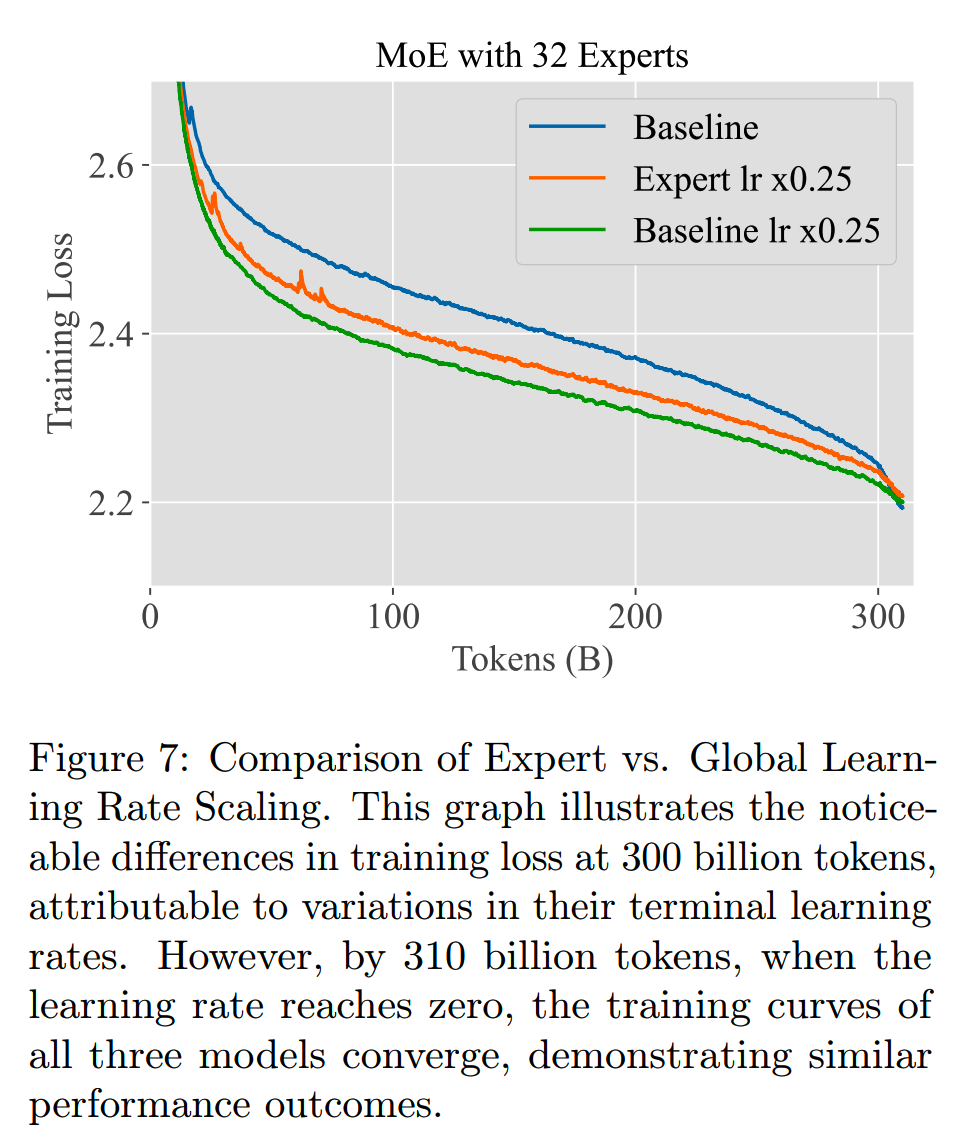 MoE with 32 Experts
Baseline
Expert lr x0.25
Baseline lr x0.25
Training Loss
2.6
2.4
2.2
0 100 200 300
Tokens (B)
Figure 7: Comparison of Expert vs. Global Learn-
ing Rate Scaling. This graph illustrates the notice-
able differences in training loss at 300 billion tokens,
attributable to variations in their terminal learning
rates. However, by 310 billion tokens, when the
learning rate reaches zero, the training curves of
all three models converge, demonstrating similar
performance outcomes.